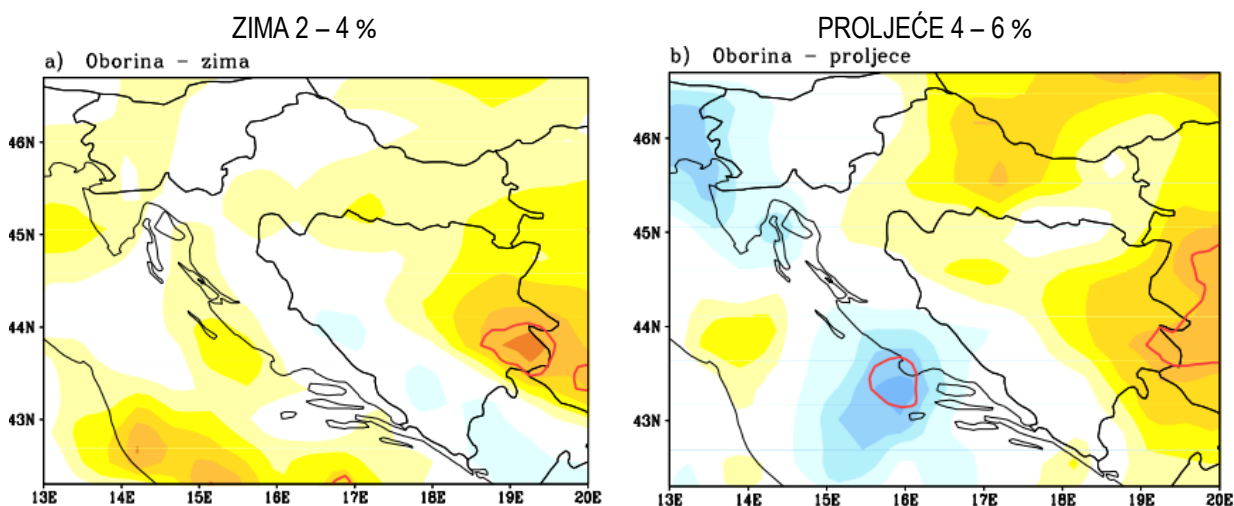 ZIMA 2 – 4 %
a) Oborina – zima
46N
45N
44N
43N
13E 14E 15E 16E 17E 18E 19E 20E
PROLJEĆE 4 – 6 %
b) Oborina – proljece
46N
45N
44N
43N
13E 14E 15E 16E 17E 18E 19E 20E